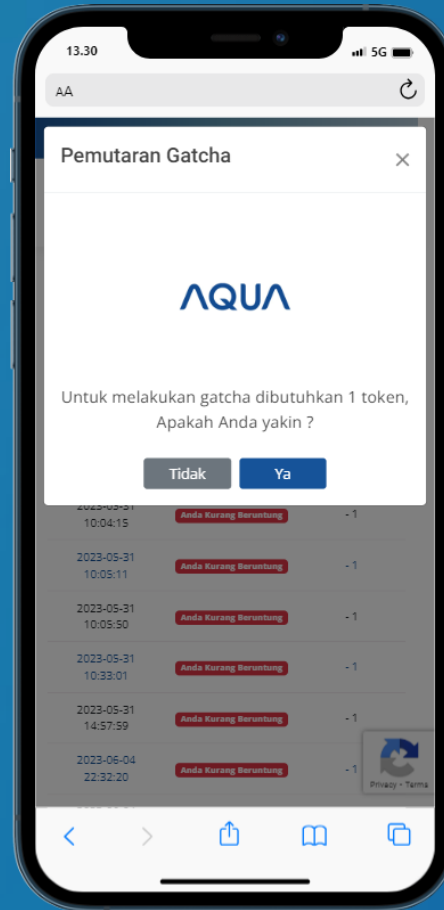 13.30
5G
AA
Pemutaran Gatcha
AQUA
Untuk melakukan gatcha dibutuhkan 1 token,
Apakah Anda yakin ?
Tidak Ya
2023-05-31
10:04:15 Anda Kurang Beruntung - 1
2023-05-31
10:05:11 Anda Kurang Beruntung - 1
2023-05-31
10:05:50 Anda Kurang Beruntung - 1
2023-05-31
10:33:01 Anda Kurang Beruntung - 1
2023-05-31
14:57:59 Anda Kurang Beruntung - 1
2023-06-04
22:32:20 Anda Kurang Beruntung - 1
Privacy - Terms